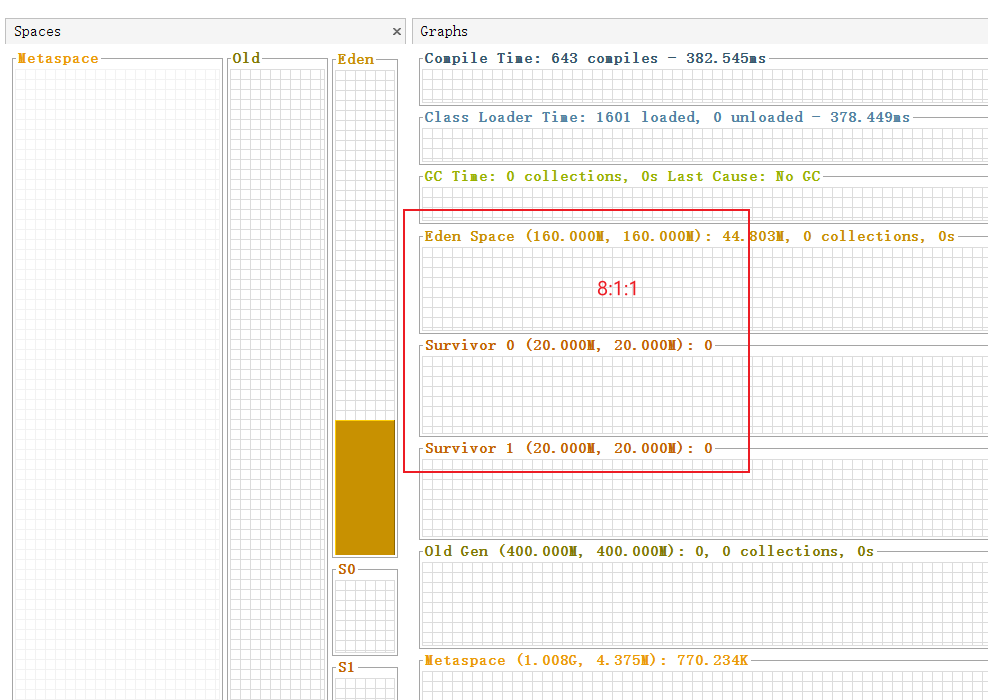 Spaces ×
Graphs
Metaspace
Old
Eden
S0
S1
Compile Time: 643 compiles - 382.545ms
Class Loader Time: 1601 loaded, 0 unloaded - 378.449ms
GC Time: 0 collections, 0s Last Cause: No GC
Eden Space (160.000M, 160.000M): 44.803M, 0 collections, 0s
8:1:1
Survivor 0 (20.000M, 20.000M): 0
Survivor 1 (20.000M, 20.000M): 0
Old Gen (400.000M, 400.000M): 0, 0 collections, 0s
Metaspace (1.008G, 4.375M): 770.234K